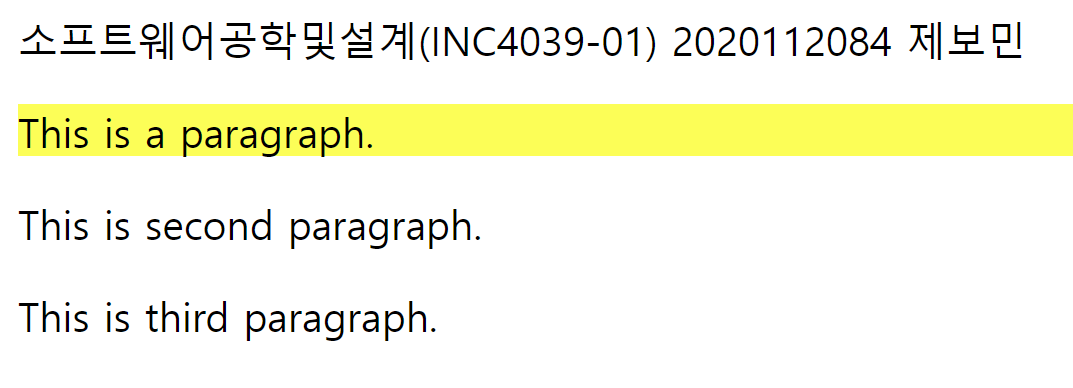 소프트웨어공학및설계(INC4039-01) 2020112084 제보민
This is a paragraph.
This is second paragraph.
This is third paragraph.